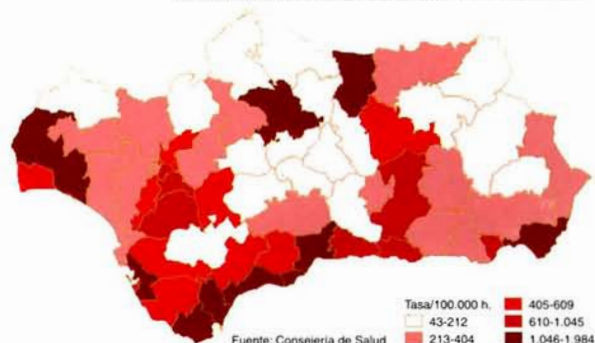 Tasa/100.000 h.
43-212
213-404
405-609
610-1.045
1.046-1.984
Fuente: Consejería de Salud